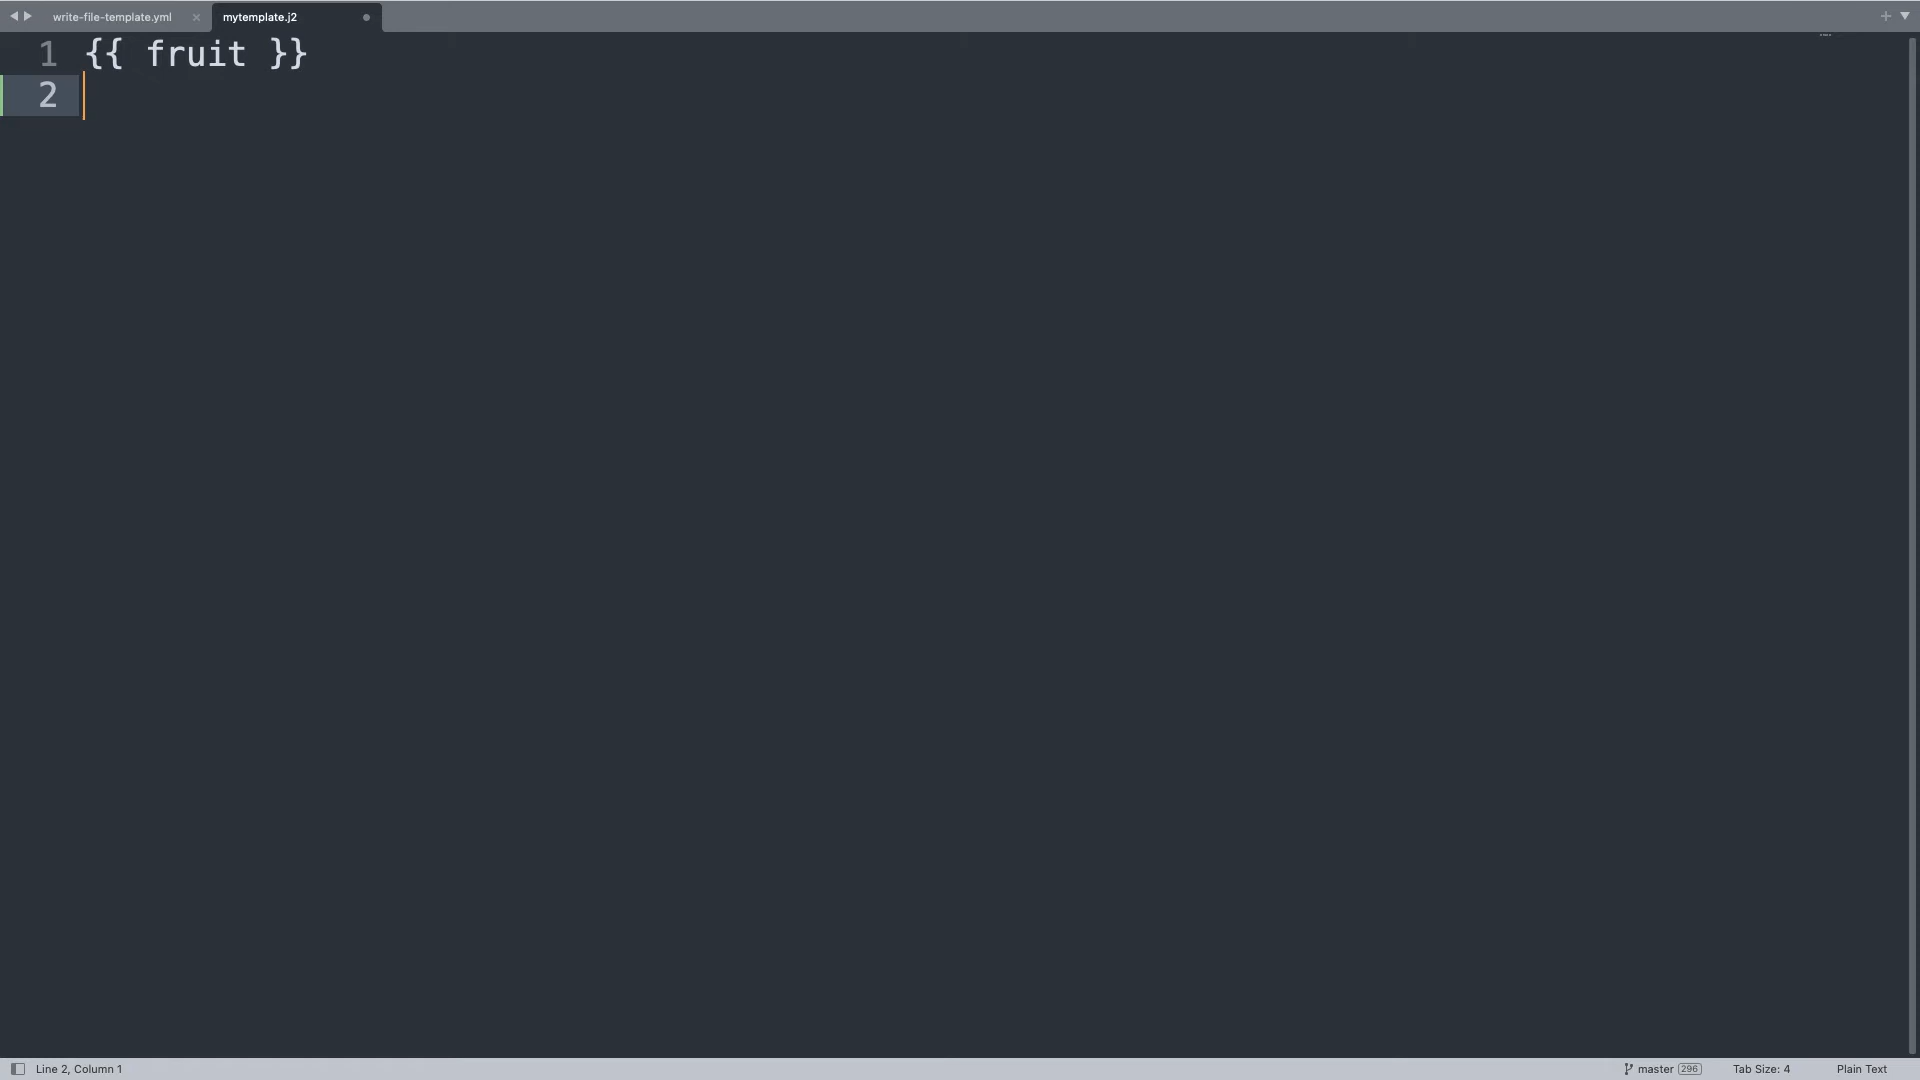 write-file-template.yml
mytemplate.j2
1 {{ fruit }}
2
Line 2, Column 1
master 296
Tab Size: 4
Plain Text